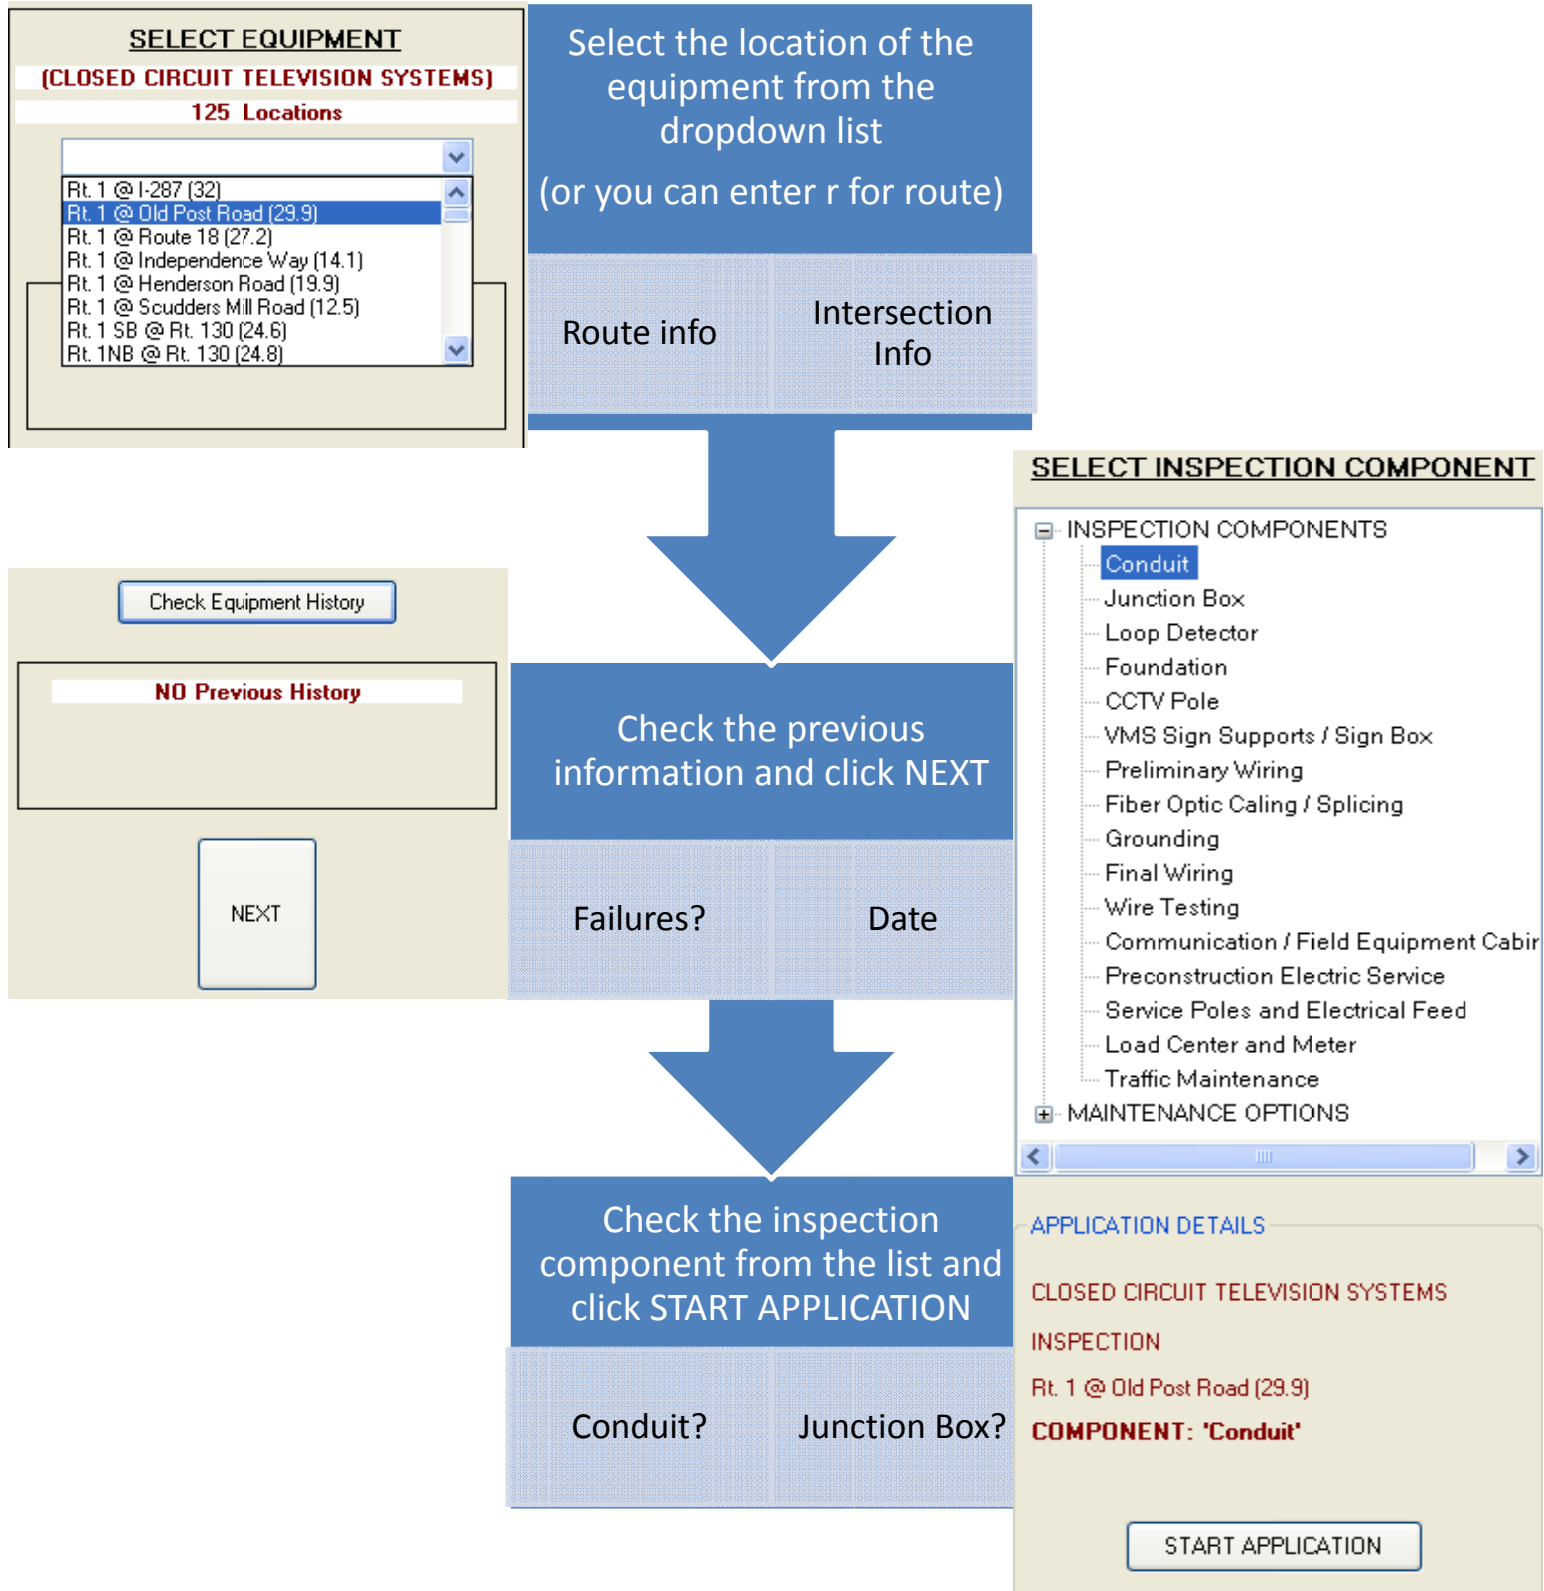 SELECT EQUIPMENT
(CLOSED CIRCUIT TELEVISION SYSTEMS)
125 Locations
Rt. 1 @ I-287 (32)
Rt. 1 @ Old Post Road (29.9)
Rt. 1 @ Route 18 (27.2)
Rt. 1 @ Independence Way (14.1)
Rt. 1 @ Henderson Road (19.9)
Rt. 1 @ Scudders Mill Road (12.5)
Rt. 1 SB @ Rt. 130 (24.6)
Rt. 1NB @ Rt. 130 (24.8)
Select the location of the
equipment from the
dropdown list
(or you can enter r for route)
Route info
Intersection
Info
Check Equipment History
NO Previous History
NEXT
Check the previous
information and click NEXT
Failures?
Date
SELECT INSPECTION COMPONENT
INSPECTION COMPONENTS
Conduit
Junction Box
Loop Detector
Foundation
CCTV Pole
VMS Sign Supports / Sign Box
Preliminary Wiring
Fiber Optic Caling / Splicing
Grounding
Final Wiring
Wire Testing
Communication / Field Equipment Cabir
Preconstruction Electric Service
Service Poles and Electrical Feed
Load Center and Meter
Traffic Maintenance
MAINTENANCE OPTIONS
Check the inspection
component from the list and
click START APPLICATION
Conduit?
Junction Box?
APPLICATION DETAILS
CLOSED CIRCUIT TELEVISION SYSTEMS
INSPECTION
Rt. 1 @ Old Post Road (29.9)
COMPONENT: 'Conduit'
START APPLICATION